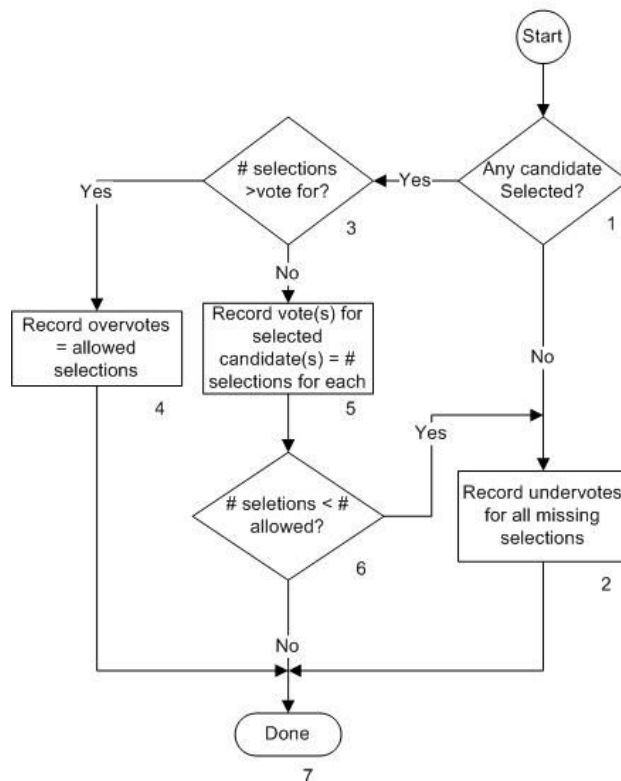 Start
Any candidate
Selected?
1
Yes
# selections
>vote for?
3
Yes
No
No
Record overvotes
= allowed
selections
4
Record vote(s) for
selected
candidate(s) = #
selections for each
5
Yes
# seletions < #
allowed?
6
Record undervotes
for all missing
selections
2
No
Done
7